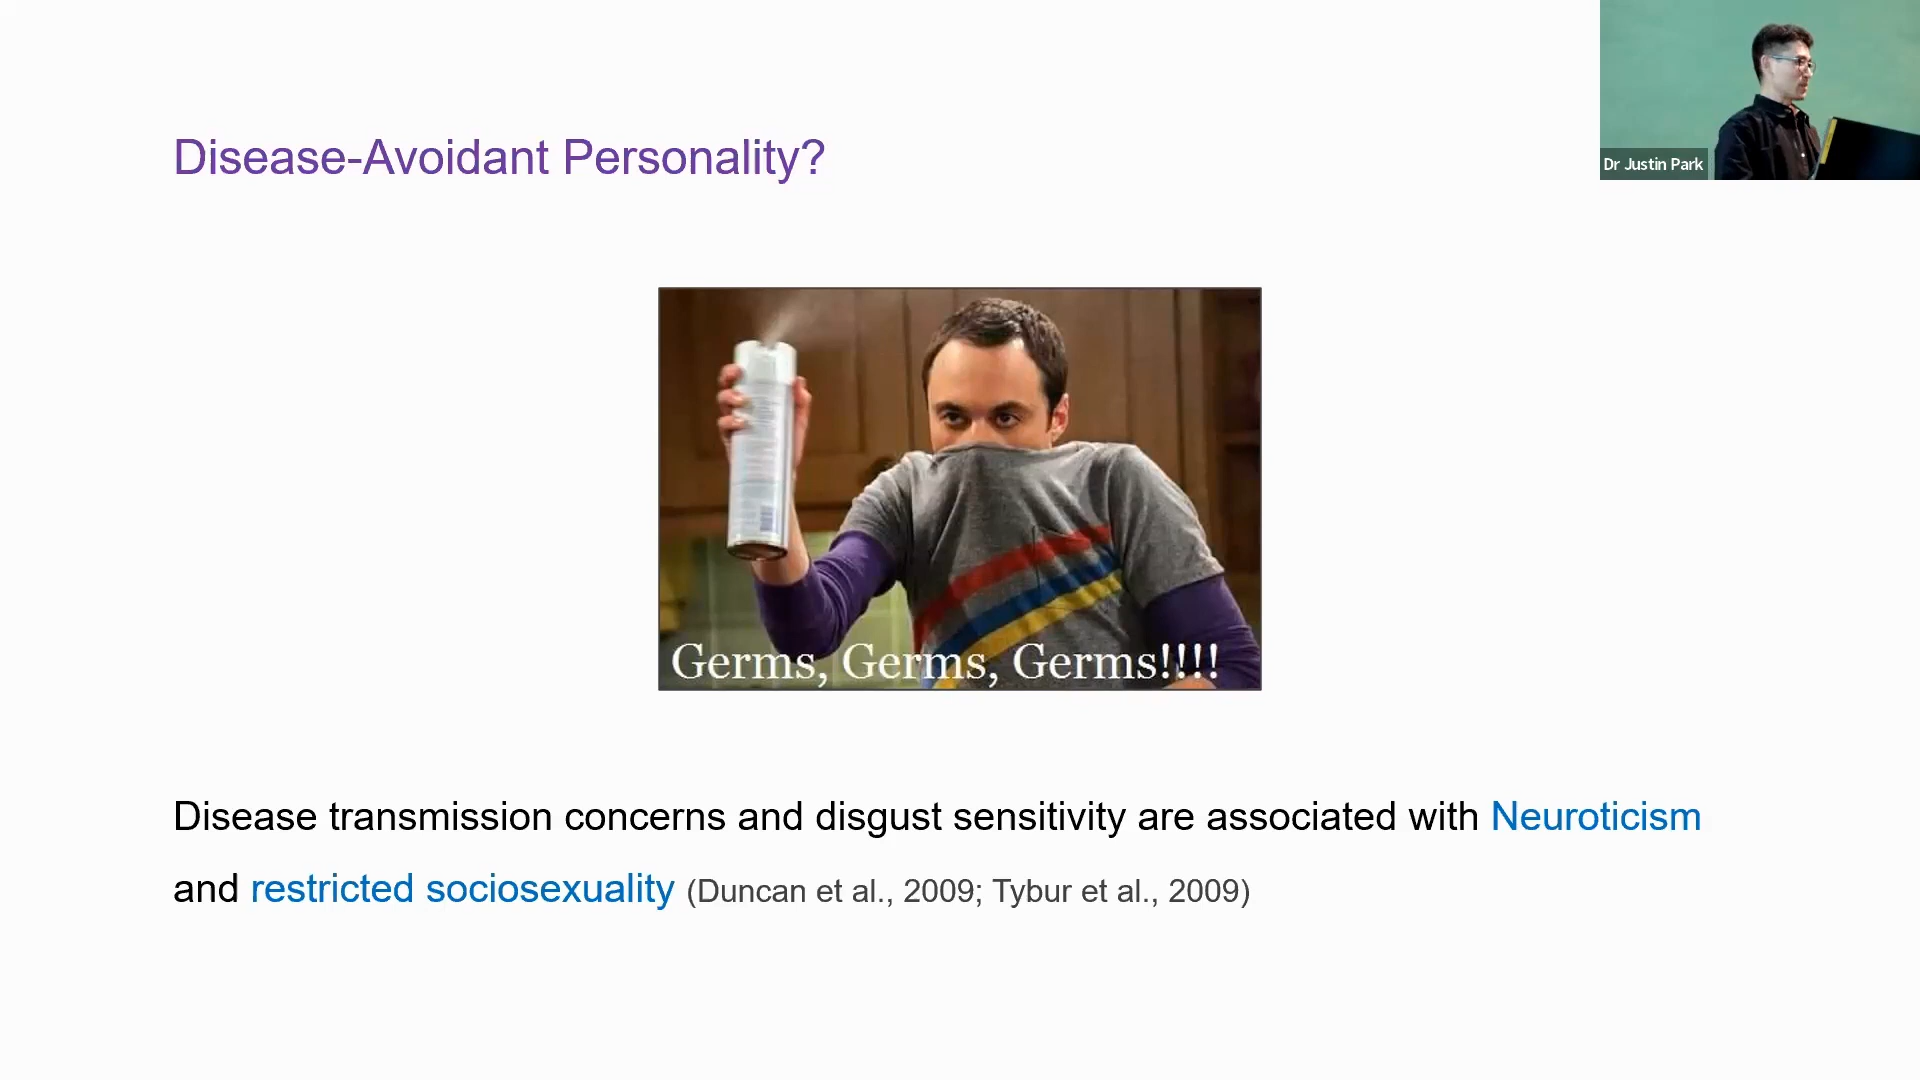 Dr Justin Park
Disease-Avoidant Personality?
Germs, Germs, Germs!!!!
Disease transmission concerns and disgust sensitivity are associated with Neuroticism
and restricted sociosexuality (Duncan et al., 2009; Tybur et al., 2009)